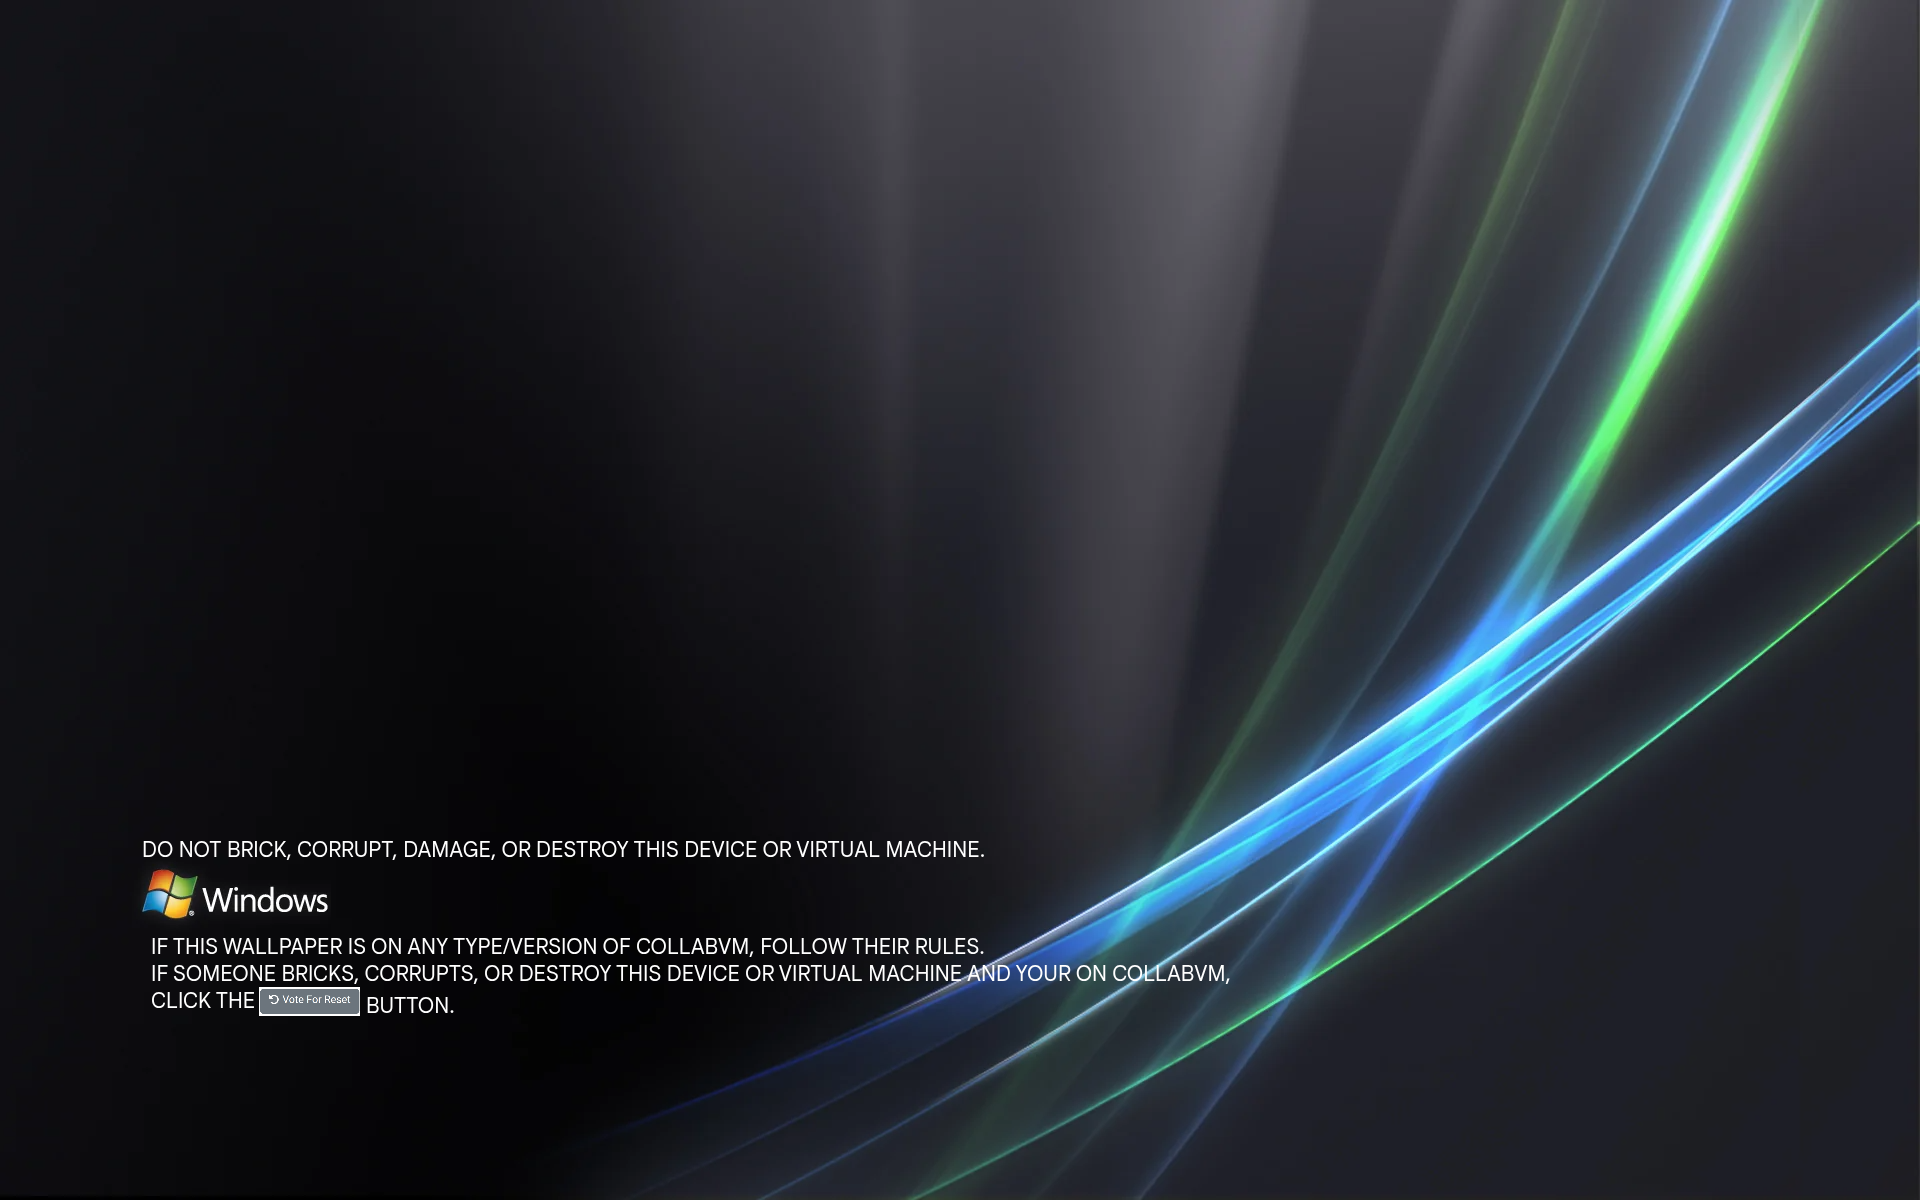 DO NOT BRICK, CORRUPT, DAMAGE, OR DESTROY THIS DEVICE OR VIRTUAL MACHINE.
Windows
IF THIS WALLPAPER IS ON ANY TYPE/VERSION OF COLLABVM, FOLLOW THEIR RULES.
IF SOMEONE BRICKS, CORRUPTS, OR DESTROY THIS DEVICE OR VIRTUAL MACHINE AND YOUR ON COLLABVM,
CLICK THE Vote For Reset BUTTON.